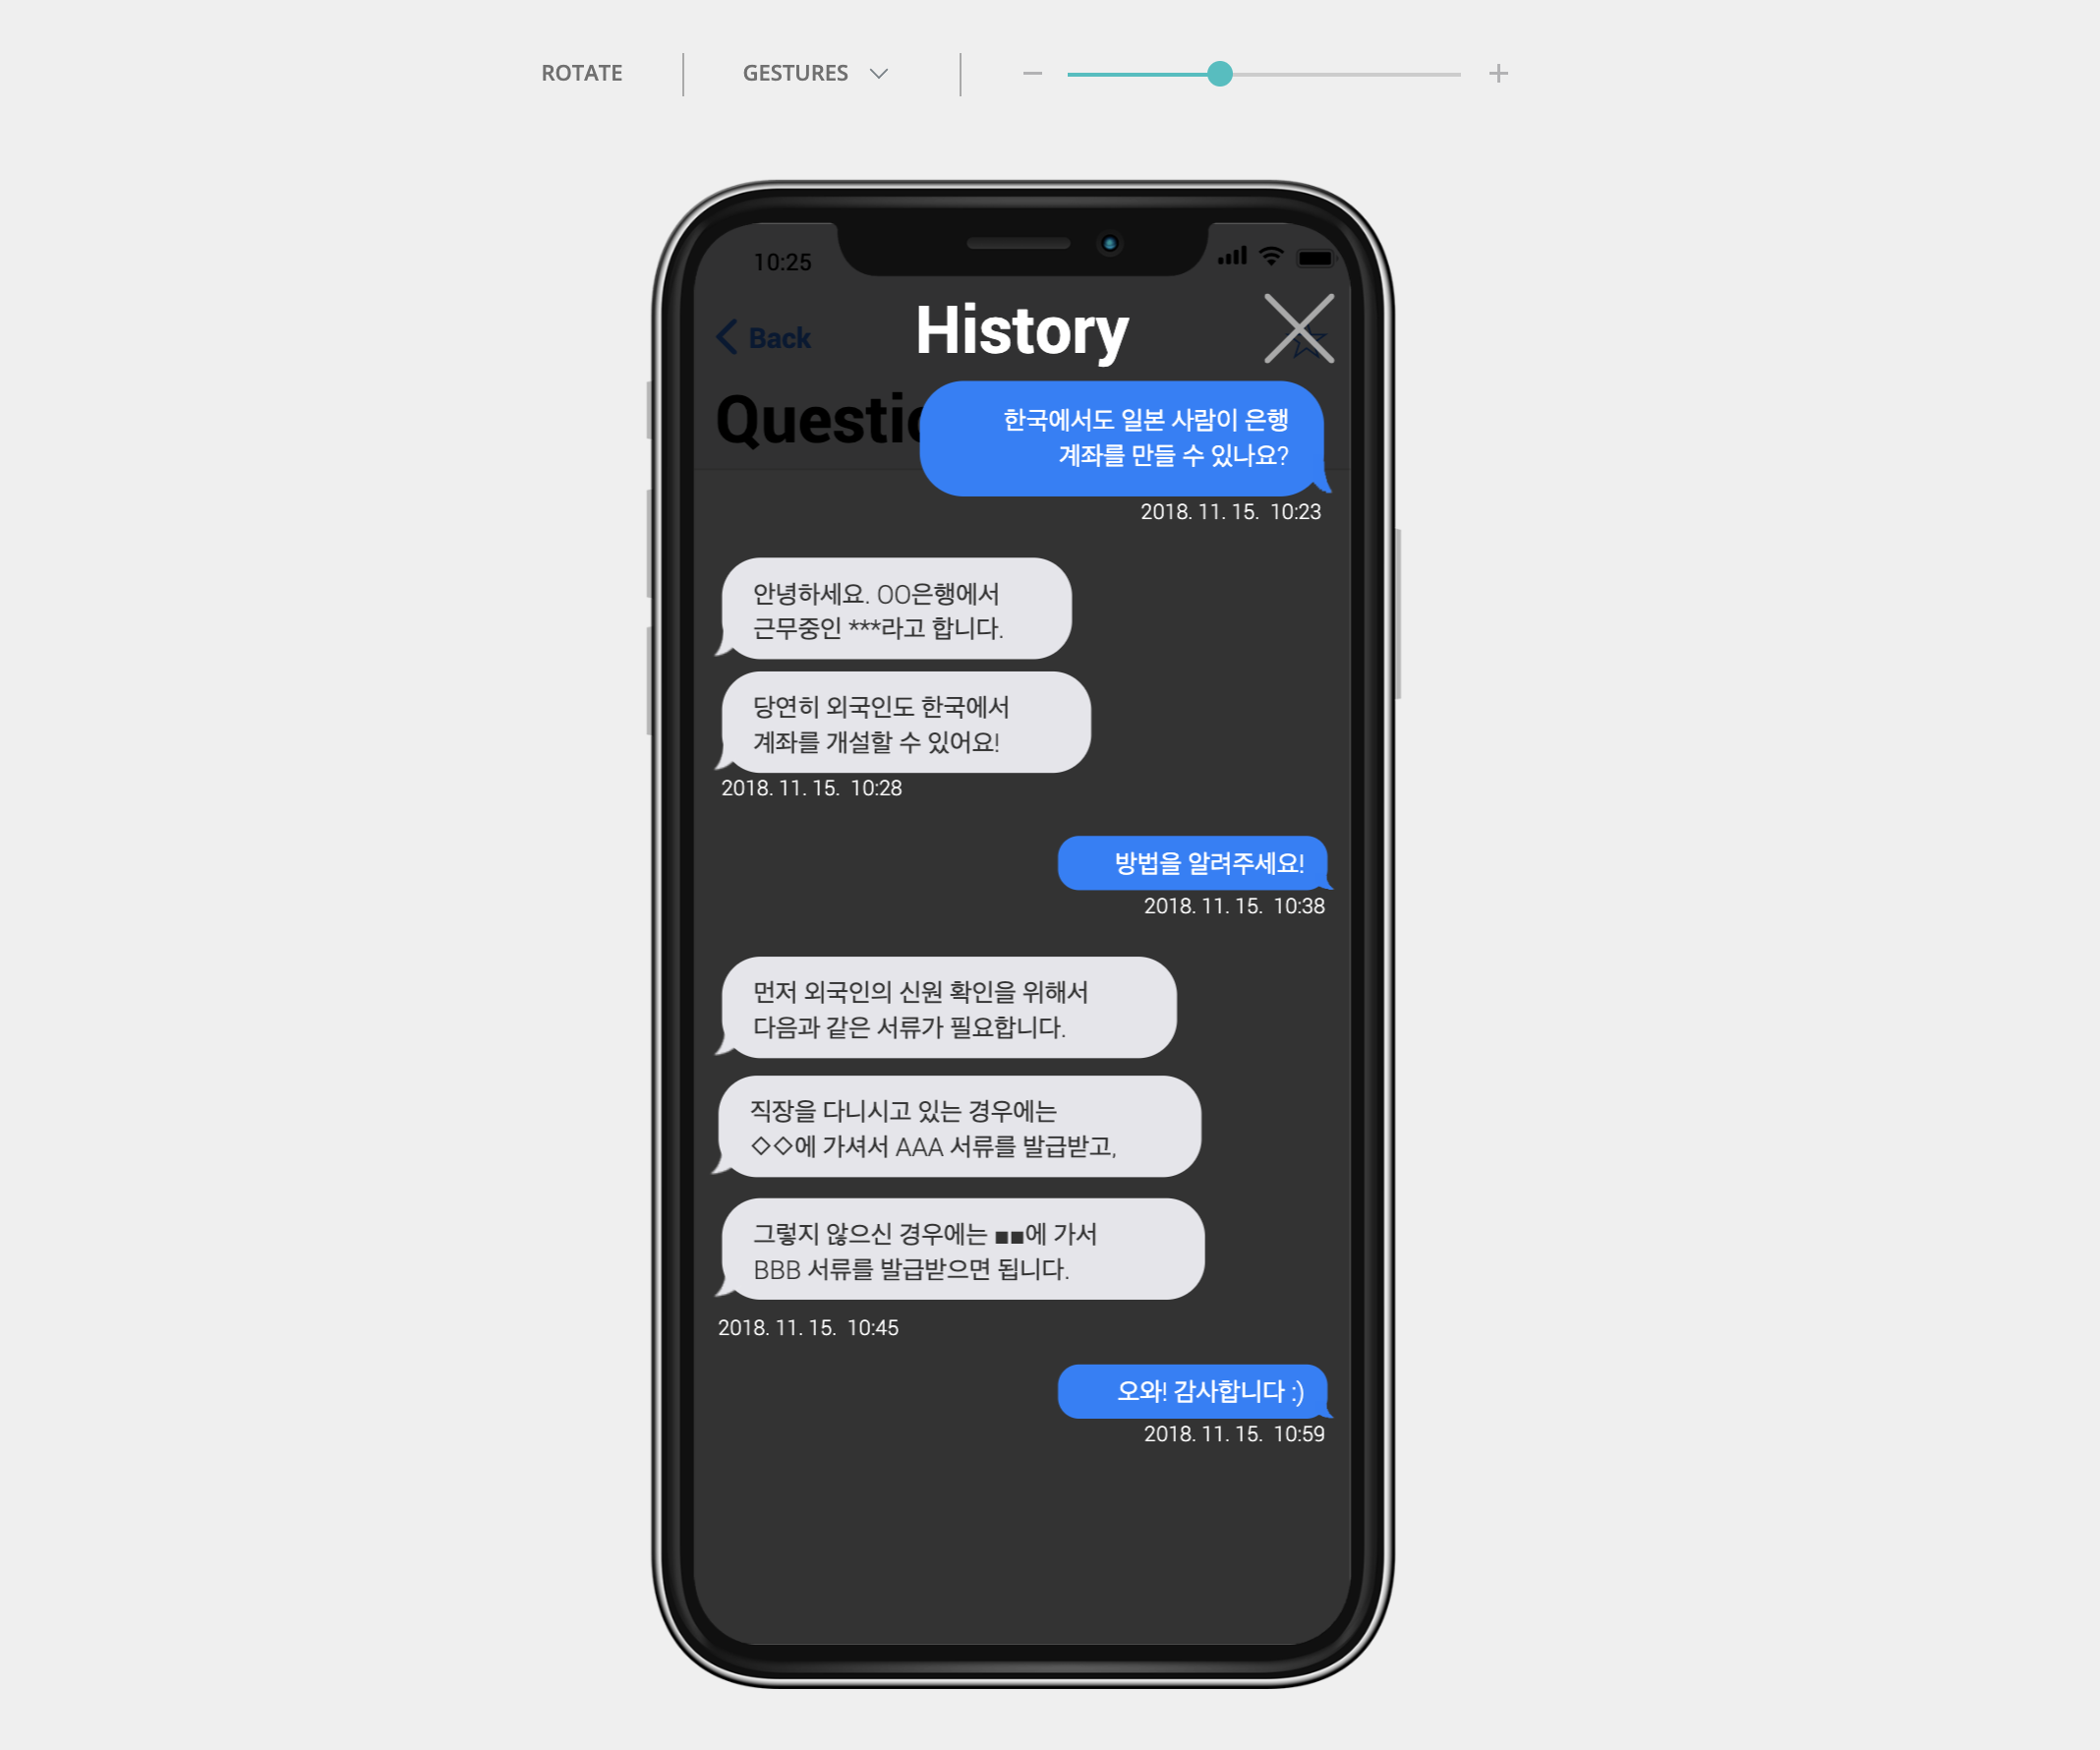 ROTATE
GESTURES
10:25
Back
History
Questio
한국에서도 일본 사람이 은행
계좌를 만들 수 있나요?
2018. 11. 15. 10:23
안녕하세요. OO은행에서
근무중인 ***라고 합니다.
당연히 외국인도 한국에서
계좌를 개설할 수 있어요!
2018. 11. 15. 10:28
방법을 알려주세요!
2018. 11. 15. 10:38
먼저 외국인의 신원 확인을 위해서
다음과 같은 서류가 필요합니다.
직장을 다니시고 있는 경우에는
◇◇에 가셔서 AAA 서류를 발급받고,
그렇지 않으신 경우에는 ■■에 가서
BBB 서류를 발급받으면 됩니다.
2018. 11. 15. 10:45
오와! 감사합니다 :)
2018. 11. 15. 10:59